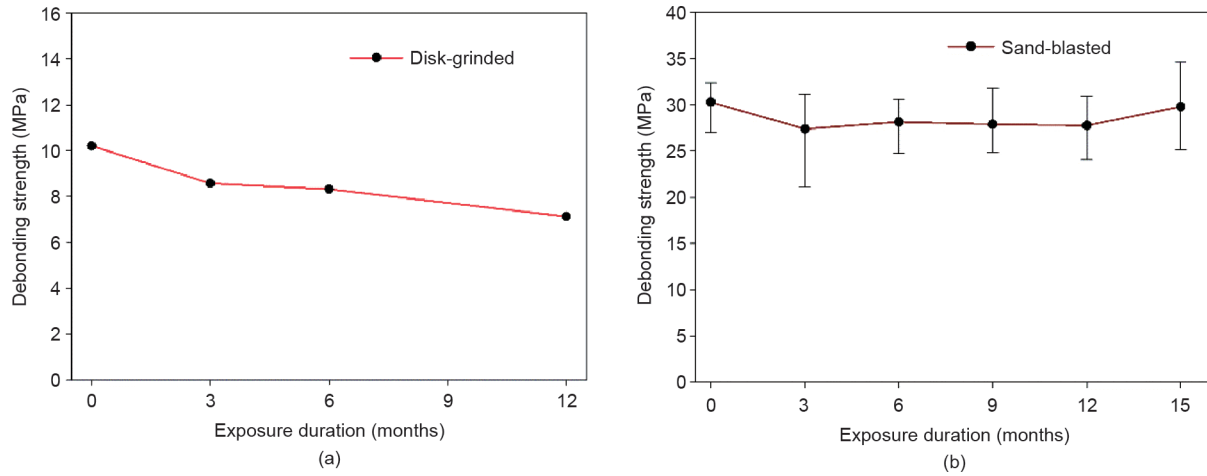 16
14
12
10
8
6
4
2
0
Debonding strength (MPa)
Disk-grinded
0 3 6 9 12
Exposure duration (months)
(a)
40
35
30
25
20
15
10
5
0
Debonding strength (MPa)
Sand-blasted
0 3 6 9 12 15
Exposure duration (months)
(b)